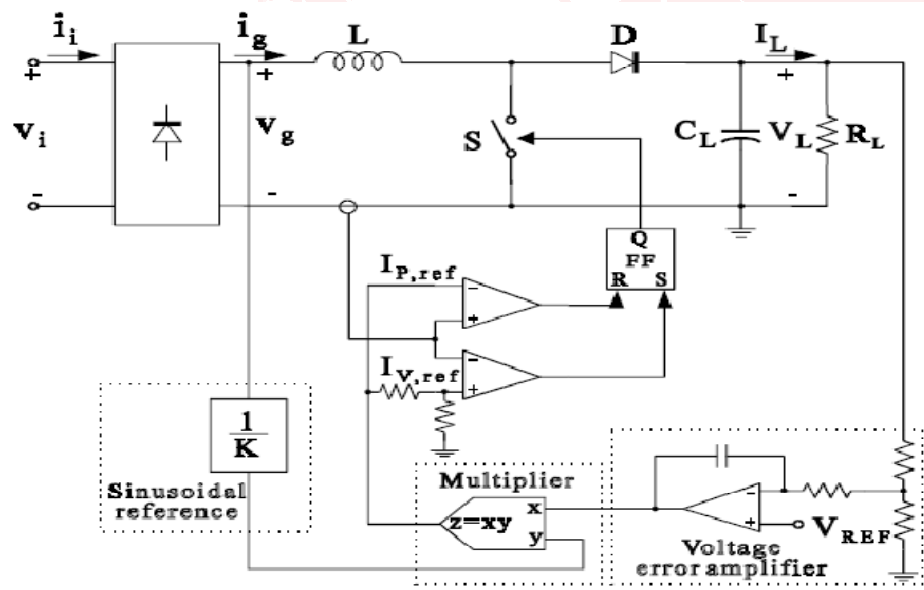 i_i
i_g
L
D
I_L
+
+
+
v_i
v_g
S
C_L
V_L
R_L
-
-
-
Q
FF
R S
I_P,ref
-
+
I_V,ref
-
+
1
K
Sinusoidal
reference
Multiplier
z=xy
x
y
-
+
V_REF
Voltage
error amplifier